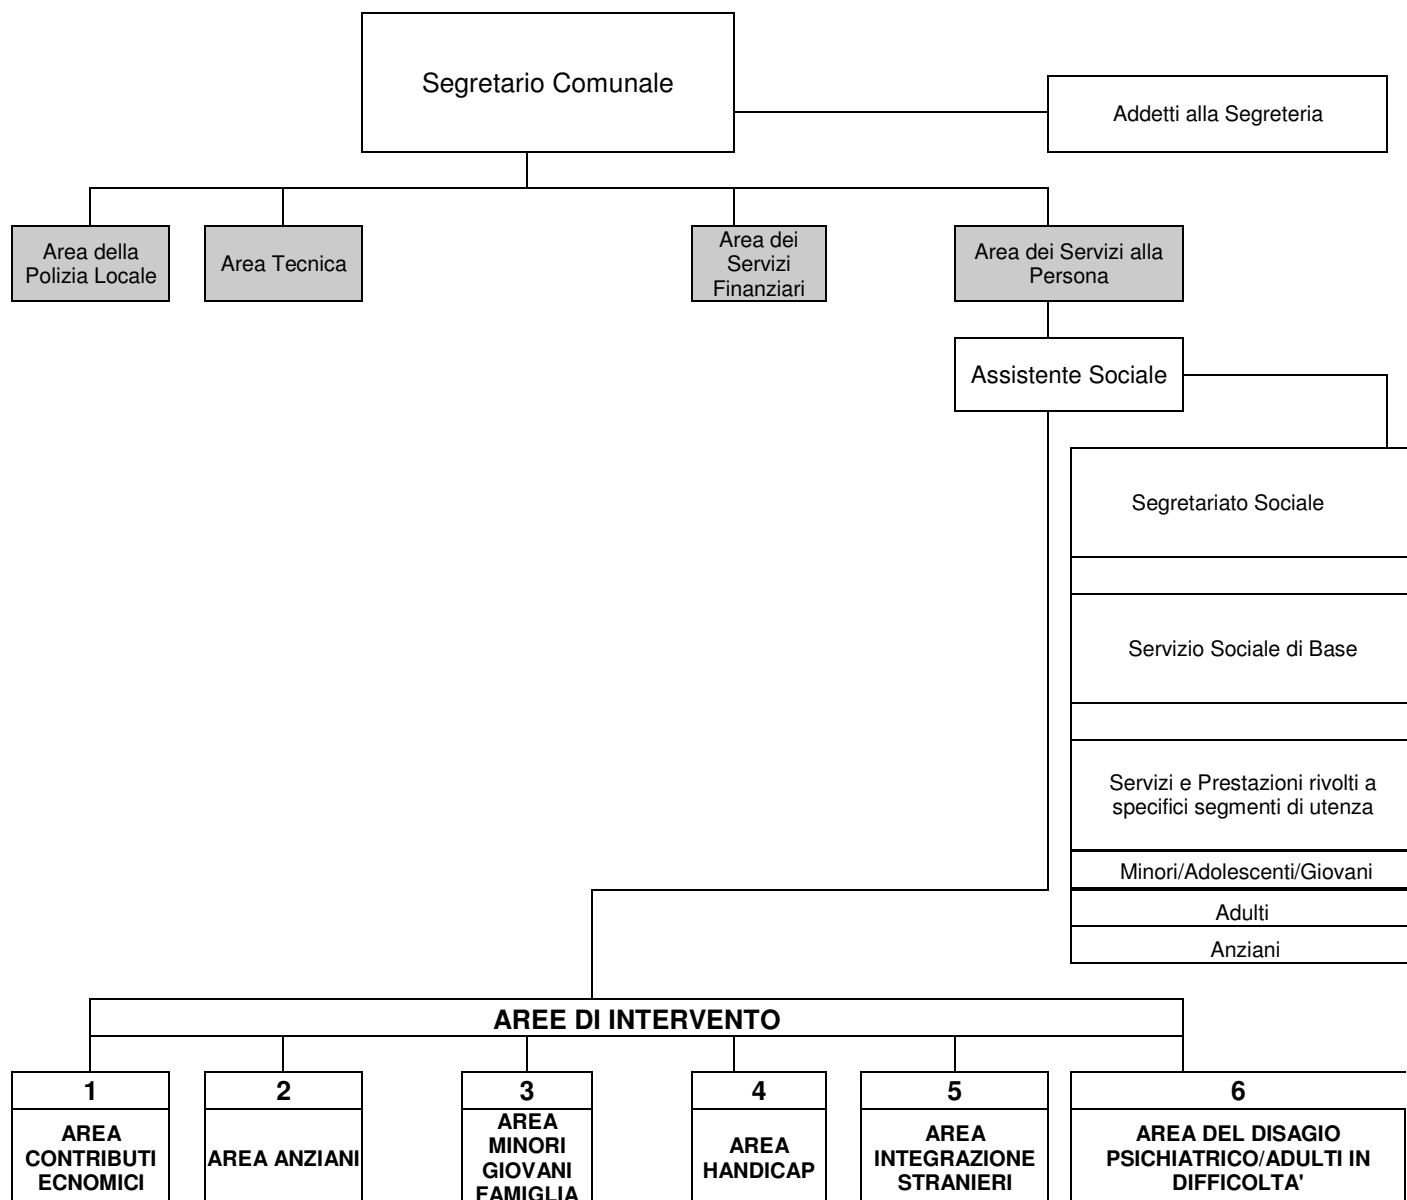 Segretario Comunale
Addetti alla Segreteria
Area della
Polizia Locale
Area Tecnica
Area dei
Servizi
Finanziari
Area dei Servizi alla
Persona
Assistente Sociale
Segretariato Sociale
Servizio Sociale di Base
Servizi e Prestazioni rivolti a
specifici segmenti di utenza
Minori/Adolescenti/Giovani
Adulti
Anziani
AREE DI INTERVENTO
1
AREA
CONTRIBUTI
ECNOMICI
2
AREA ANZIANI
3
AREA
MINORI
GIOVANI
FAMIGLIA
4
AREA
HANDICAP
5
AREA
INTEGRAZIONE
STRANIERI
6
AREA DEL DISAGIO
PSICHIATRICO/ADULTI IN
DIFFICOLTA'